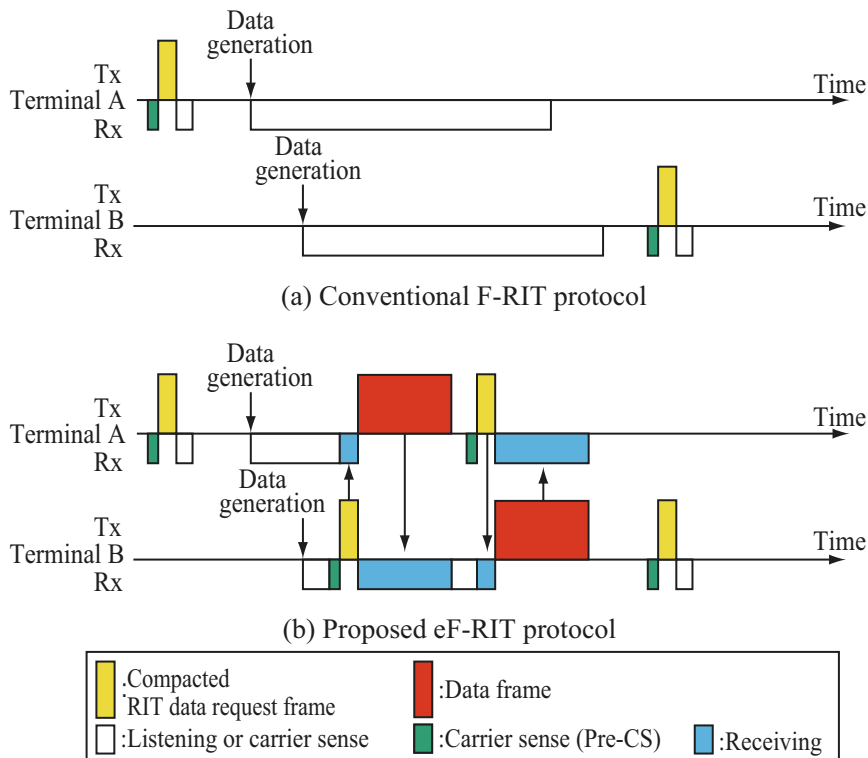 Data
generation
Tx
Terminal A
Rx
Time
Data
generation
Tx
Terminal B
Rx
Time
(a) Conventional F-RIT protocol
Data
generation
Tx
Terminal A
Rx
Time
Data
generation
Tx
Terminal B
Rx
Time
(b) Proposed eF-RIT protocol
:Compacted
:RIT data request frame
:Data frame
:Listening or carrier sense
:Carrier sense (Pre-CS)
:Receiving